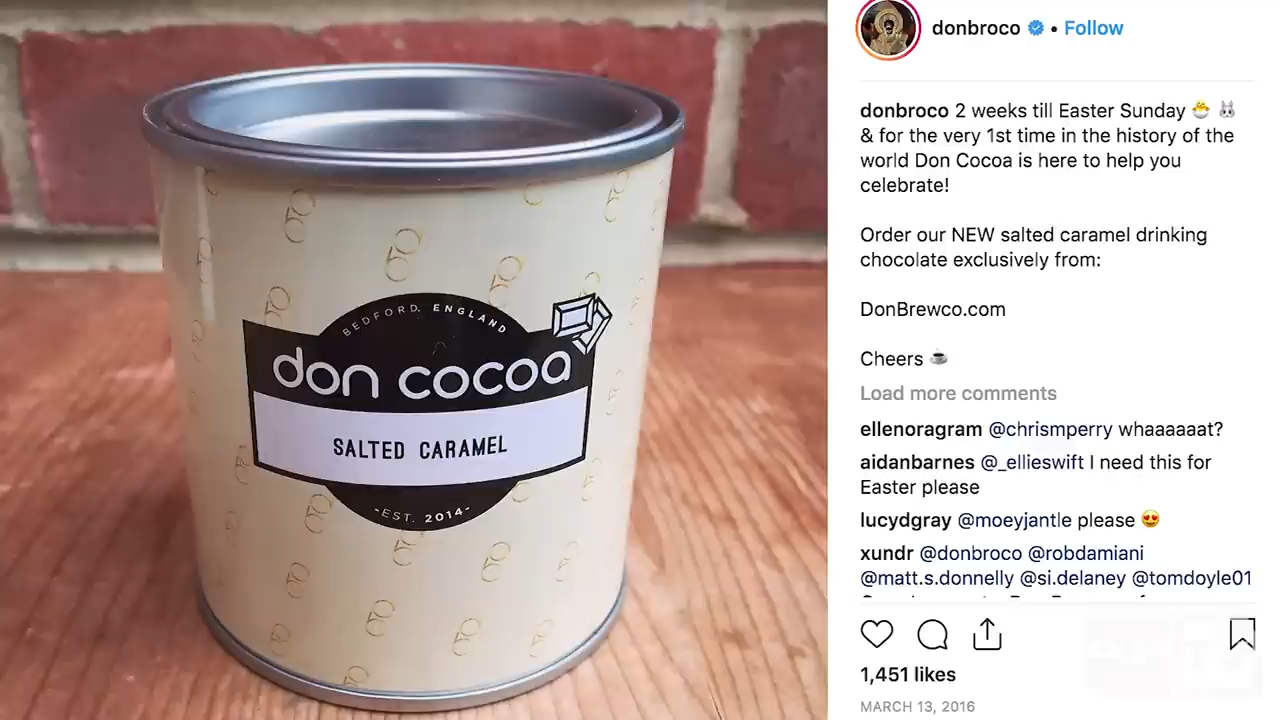 donbroco • Follow
donbroco 2 weeks till Easter Sunday 🐣 🐰
& for the very 1st time in the history of the
world Don Cocoa is here to help you
celebrate!
Order our NEW salted caramel drinking
chocolate exclusively from:
DonBrewco.com
Cheers ☕
Load more comments
ellenoragram @chrismperry whaaaaaat?
aidanbarnes @_ellieswift I need this for
Easter please
lucydgray @moeyjantle please 😍
xundr @donbroco @robdamiani
@matt.s.donnelly @si.delaney @tomdoyle01
1,451 likes
MARCH 13, 2016
BEDFORD, ENGLAND
don cocoa
SALTED CARAMEL
-EST. 2014-